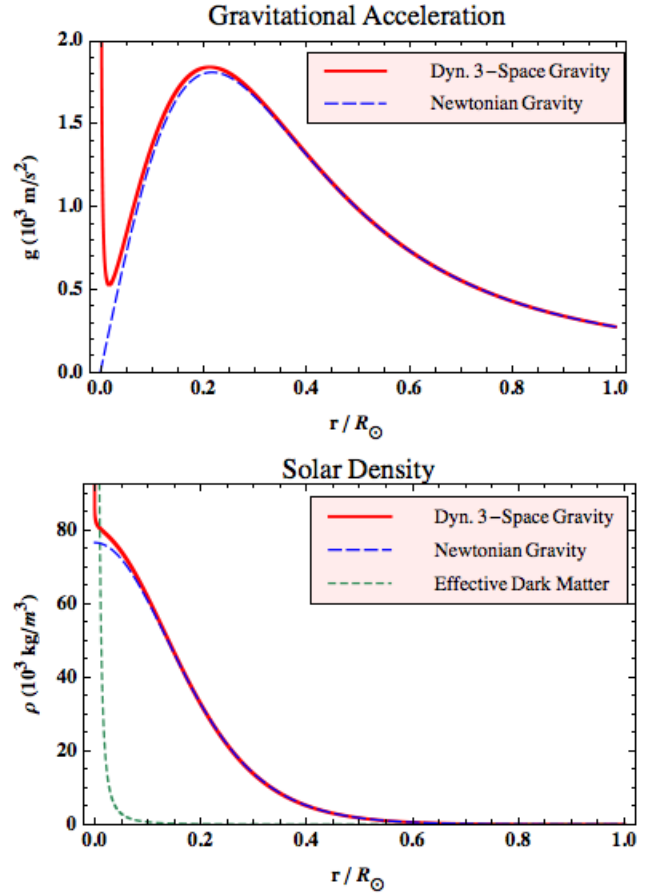 Gravitational Acceleration
2.0
1.5
1.0
0.5
0.0
g (10³ m/s²)
Dyn. 3-Space Gravity
Newtonian Gravity
0.0 0.2 0.4 0.6 0.8 1.0
r / R☉
Solar Density
80
60
40
20
0
ρ (10³ kg/m³)
Dyn. 3-Space Gravity
Newtonian Gravity
Effective Dark Matter
0.0 0.2 0.4 0.6 0.8 1.0
r / R☉